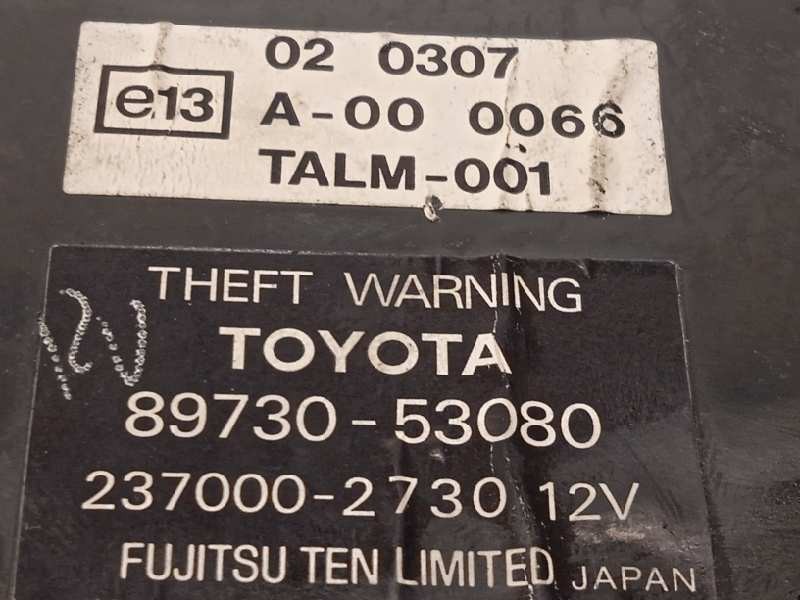 02 0307
e13 A-00 0066
TALM-001
THEFT WARNING
TOYOTA
89730-53080
237000-2730 12V
FUJITSU TEN LIMITED JAPAN